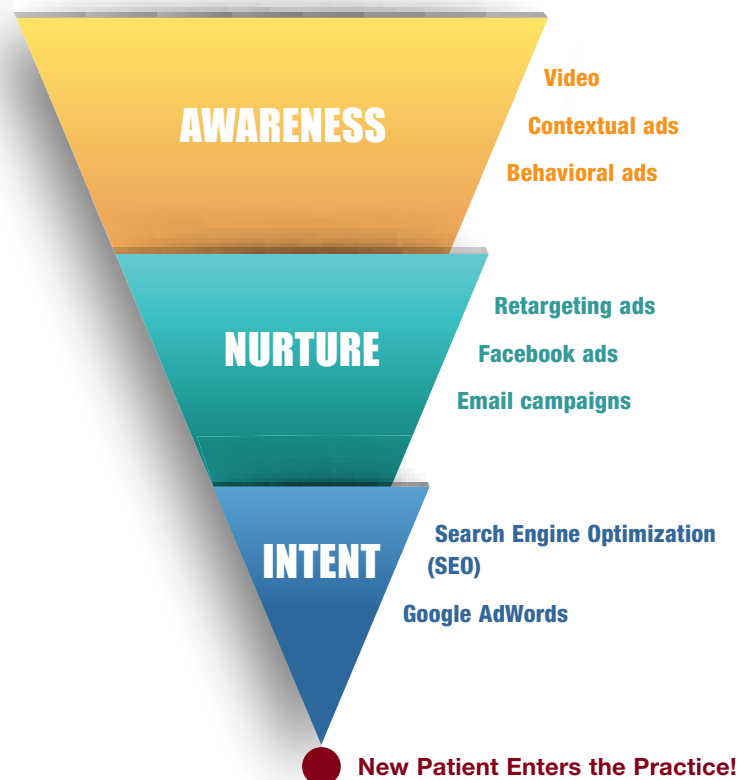 AWARENESS
Video
Contextual ads
Behavioral ads
NURTURE
Retargeting ads
Facebook ads
Email campaigns
INTENT
Search Engine Optimization
(SEO)
Google AdWords
New Patient Enters the Practice!